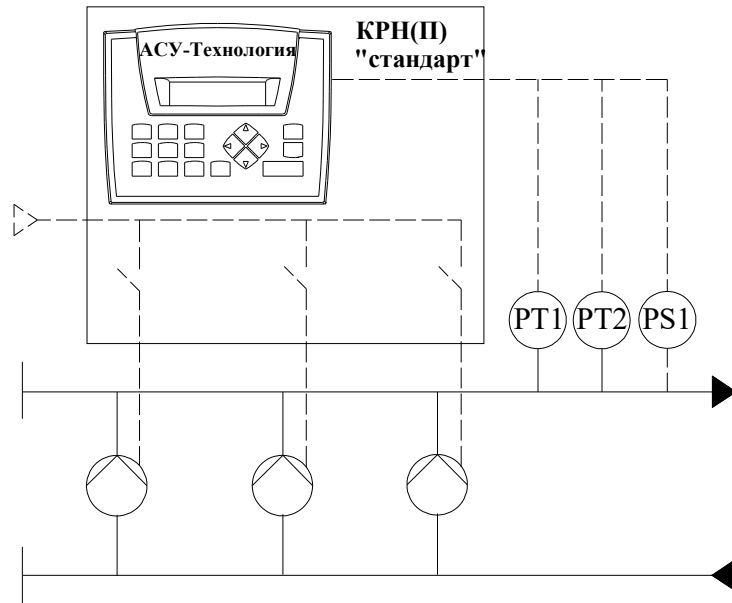 АСУ-Технология
КРН(П)
"стандарт"
PT1
PT2
PS1